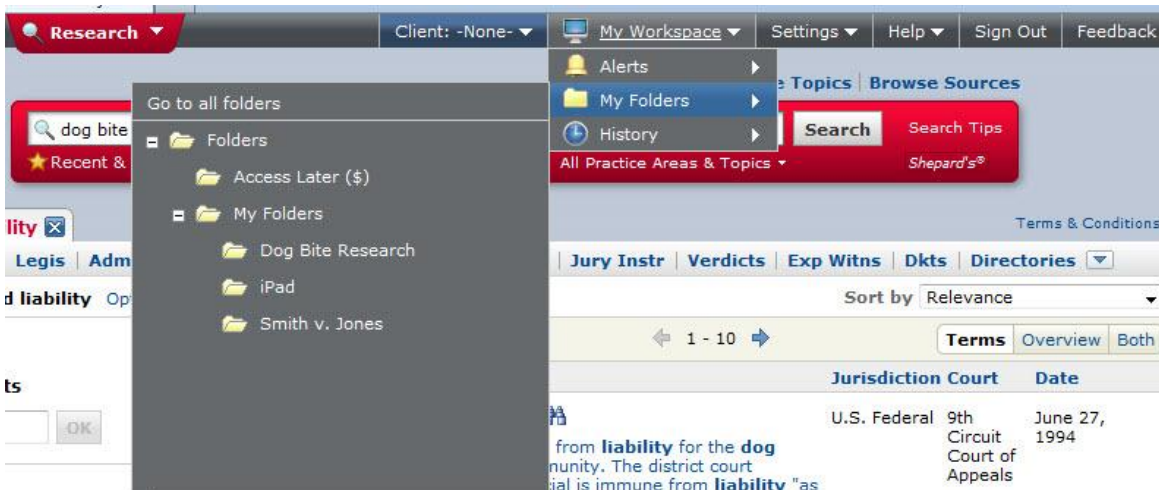 Research Client: -None- My Workspace Settings Help Sign Out Feedback
Alerts
My Folders
History
Go to all folders
Folders
Access Later ($)
My Folders
Dog Bite Research
iPad
Smith v. Jones
Topics | Browse Sources
dog bite Search Search Tips
Recent & All Practice Areas & Topics Shepard's®
lity Terms & Conditions
Legis | Adm | Jury Instr | Verdicts | Exp Witns | Dkts | Directories
d liability Op Sort by Relevance
1 - 10 Terms Overview Both
ts Jurisdiction Court Date
OK
U.S. Federal 9th Circuit Court of Appeals June 27, 1994
from liability for the dog
munity. The district court
ial is immune from liability "as